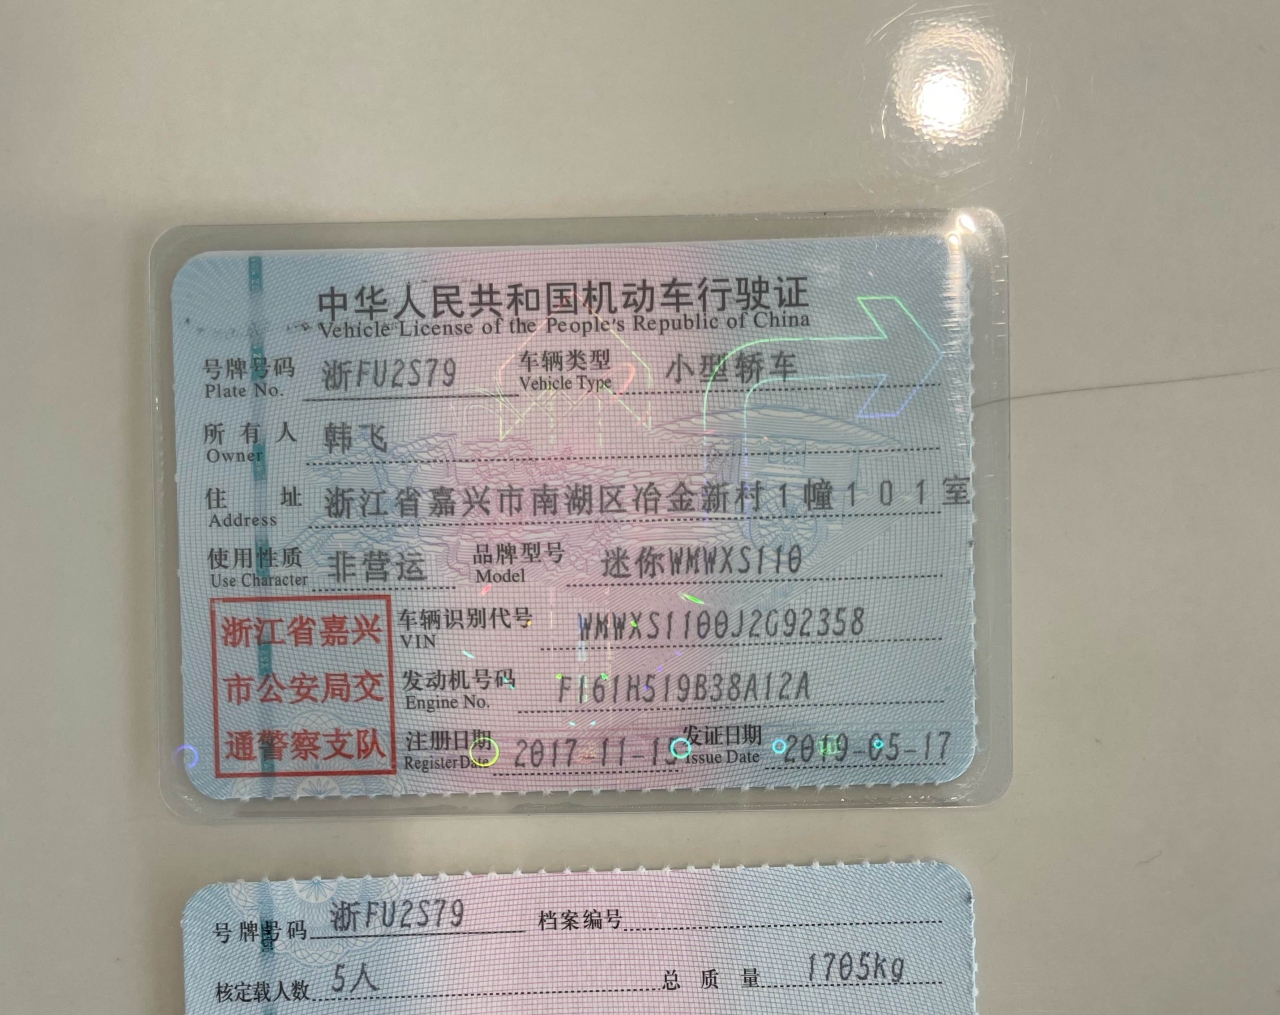 中华人民共和国机动车行驶证
Vehicle License of the People's Republic of China
号牌号码 浙FU2S79 车辆类型 小型轿车
Plate No. Vehicle Type
所有人 韩飞
Owner
住址 浙江省嘉兴市南湖区冶金新村1幢101室
Address
使用性质 非营运 品牌型号 迷你WMWXS110
Use Character Model
浙江省嘉兴
市公安局交
通警察支队
车辆识别代号 WMWXS1100J2G92358
VIN
发动机号码 F161H519B38A12A
Engine No.
注册日期 2017-11-15 发证日期 2019-05-17
Register Date Issue Date
号牌号码 浙FU2S79 档案编号
核定载人数 5人 总质量 1705kg